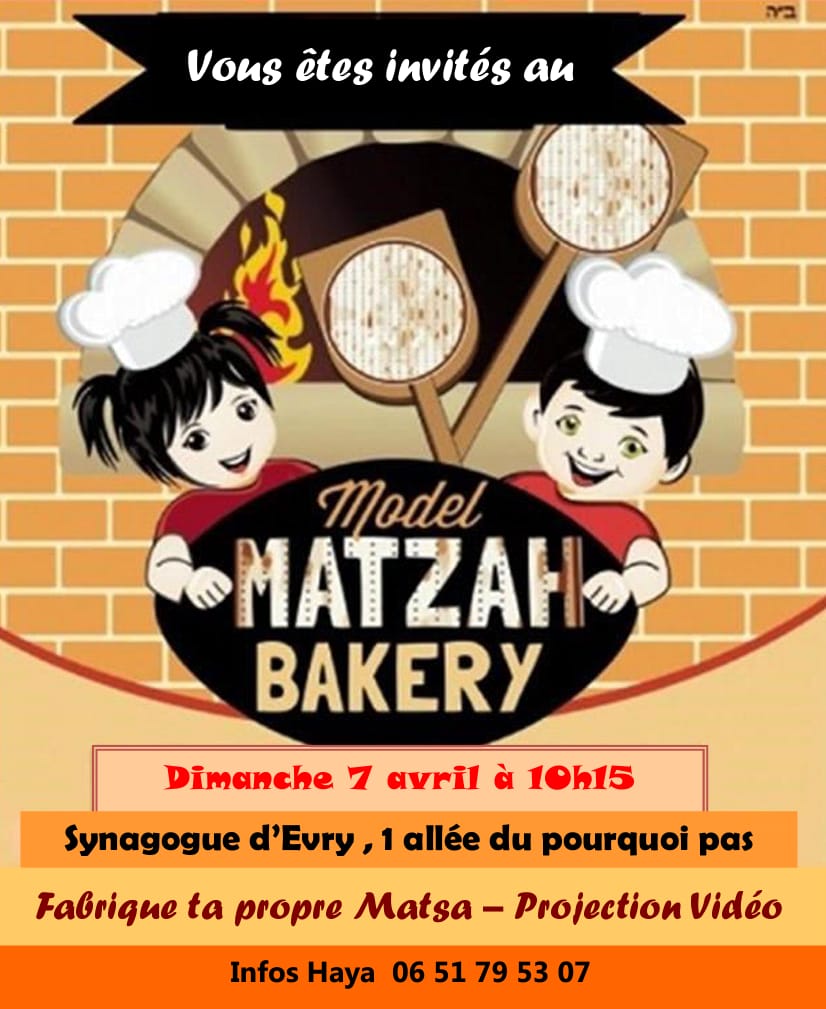 ב״ה
Vous êtes invités au
Model
MATZAH
BAKERY
Dimanche 7 avril à 10h15
Synagogue d’Evry , 1 allée du pourquoi pas
Fabrique ta propre Matsa – Projection Vidéo
Infos Haya 06 51 79 53 07